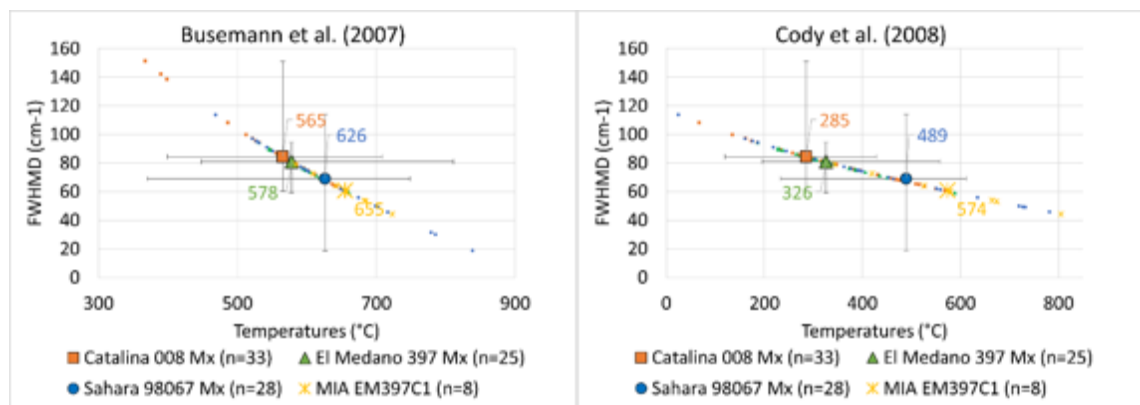 Busemann et al. (2007)
FWHMD (cm-1)
160
140
120
100
80
60
40
20
0
565
626
578
655
300
500
700
900
Temperatures (°C)
Catalina 008 Mx (n=33)
El Medano 397 Mx (n=25)
Sahara 98067 Mx (n=28)
MIA EM397C1 (n=8)
Cody et al. (2008)
FWHMD (cm-1)
160
140
120
100
80
60
40
20
0
285
489
326
574
0
200
400
600
800
Temperatures (°C)
Catalina 008 Mx (n=33)
El Medano 397 Mx (n=25)
Sahara 98067 Mx (n=28)
MIA EM397C1 (n=8)